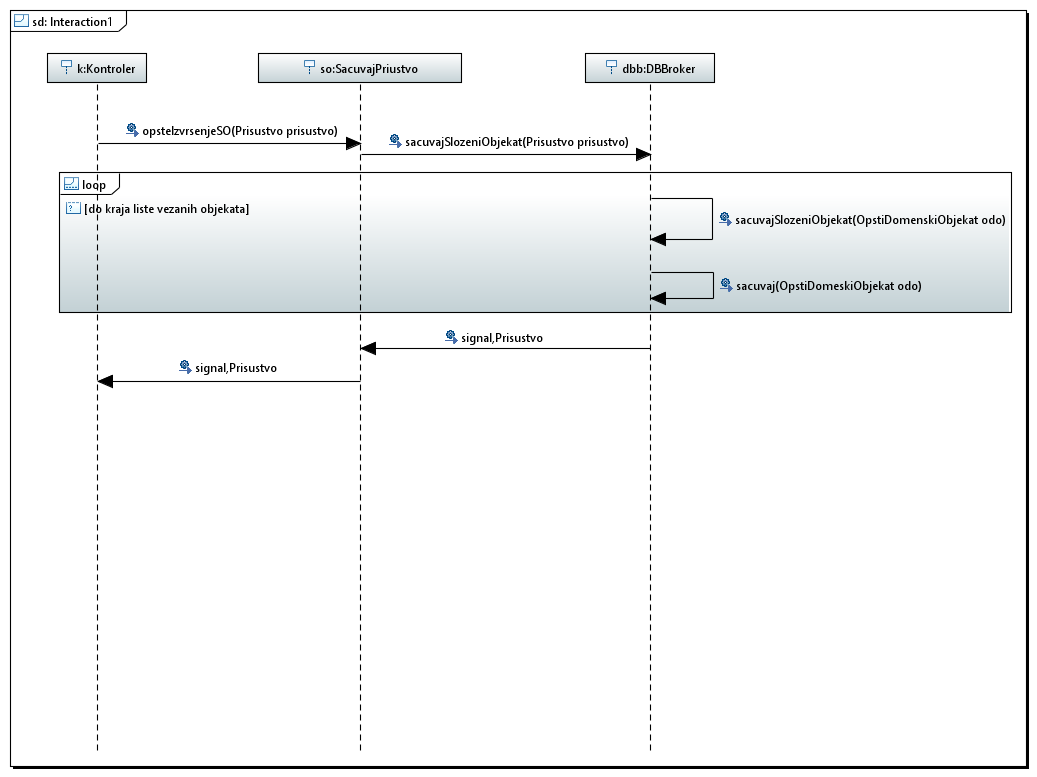 sd: Interaction1
k:Kontroler
so:SacuvajPriustvo
dbb:DBBroker
opsteIzvrsenjeSO(Prisustvo prisustvo)
sacuvajSlozeniObjekat(Prisustvo prisustvo)
loop
[do kraja liste vezanih objekata]
sacuvajSlozeniObjekat(OpstiDomenskiObjekat odo)
sacuvaj(OpstiDomeskiObjekat odo)
signal,Prisustvo
signal,Prisustvo